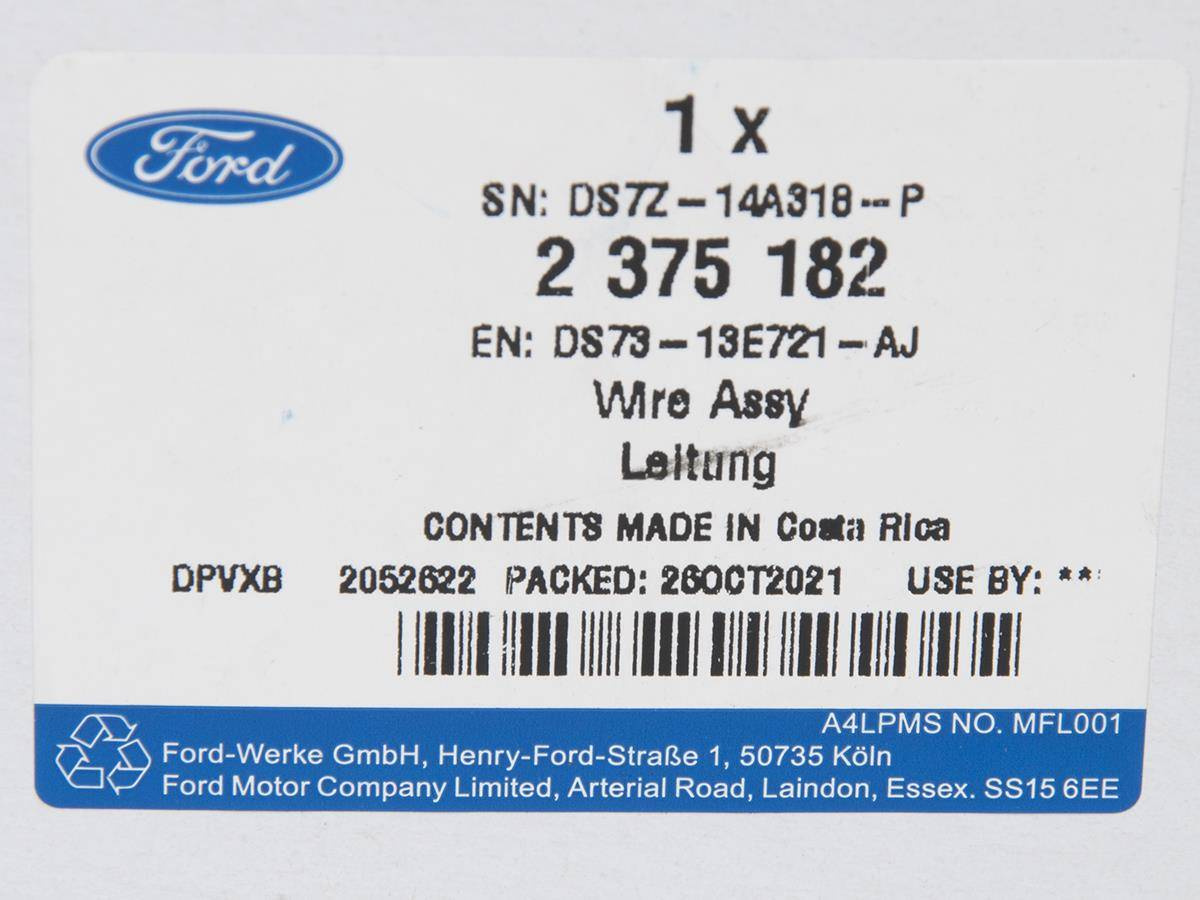 Ford
1 x
SN: DS7Z-14A318--P
2 375 182
EN: DS73-13E721-AJ
Wire Assy
Leitung
CONTENTS MADE IN Costa Rica
DPVXB 2052622 PACKED: 26OCT2021 USE BY: **
A4LPMS NO. MFL001
Ford-Werke GmbH, Henry-Ford-Straße 1, 50735 Köln
Ford Motor Company Limited, Arterial Road, Laindon, Essex. SS15 6EE